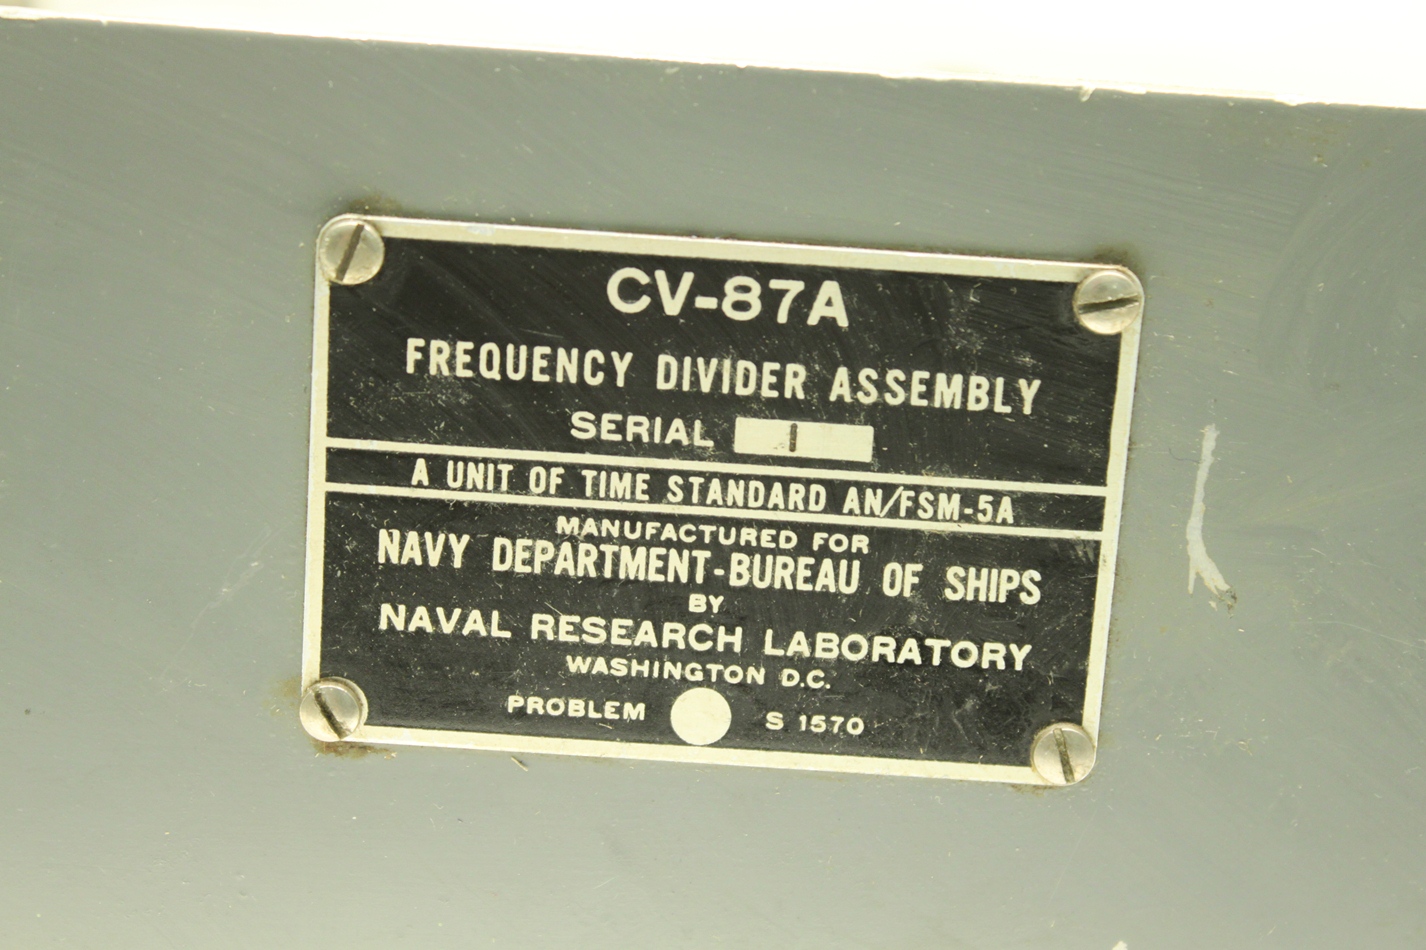 CV-87A
FREQUENCY DIVIDER ASSEMBLY
SERIAL 1
A UNIT OF TIME STANDARD AN/FSM-5A
MANUFACTURED FOR
NAVY DEPARTMENT-BUREAU OF SHIPS
BY
NAVAL RESEARCH LABORATORY
WASHINGTON D.C.
PROBLEM S 1570